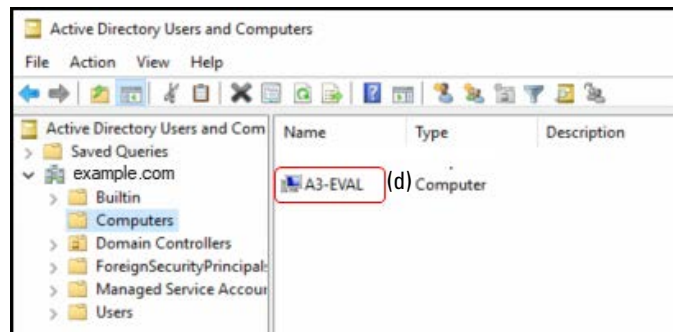 Active Directory Users and Computers
File Action View Help
Active Directory Users and Com
Saved Queries
example.com
Builtin
Computers
Domain Controllers
ForeignSecurityPrincipal:
Managed Service Accour
Users
Name Type Description
A3-EVAL (d) Computer